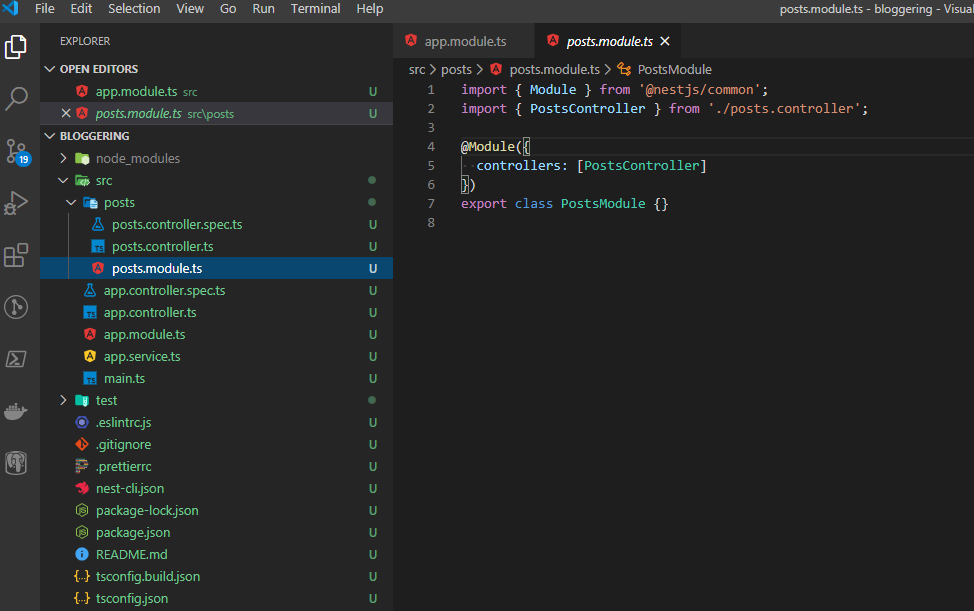 File Edit Selection View Go Run Terminal Help posts.module.ts - bloggering - Visual
EXPLORER
OPEN EDITORS
app.module.ts src U
posts.module.ts src\posts U
BLOGGERING
node_modules
src
posts
posts.controller.spec.ts U
posts.controller.ts U
posts.module.ts U
app.controller.spec.ts U
app.controller.ts U
app.module.ts U
app.service.ts U
main.ts U
test
.eslintrc.js U
.gitignore U
.prettierrc U
nest-cli.json U
package-lock.json U
package.json U
README.md U
tsconfig.build.json U
tsconfig.json U
19
app.module.ts posts.module.ts
src > posts > posts.module.ts > PostsModule
1 import { Module } from '@nestjs/common';
2 import { PostsController } from './posts.controller';
3
4 @Module({
5 controllers: [PostsController]
6 })
7 export class PostsModule {}
8